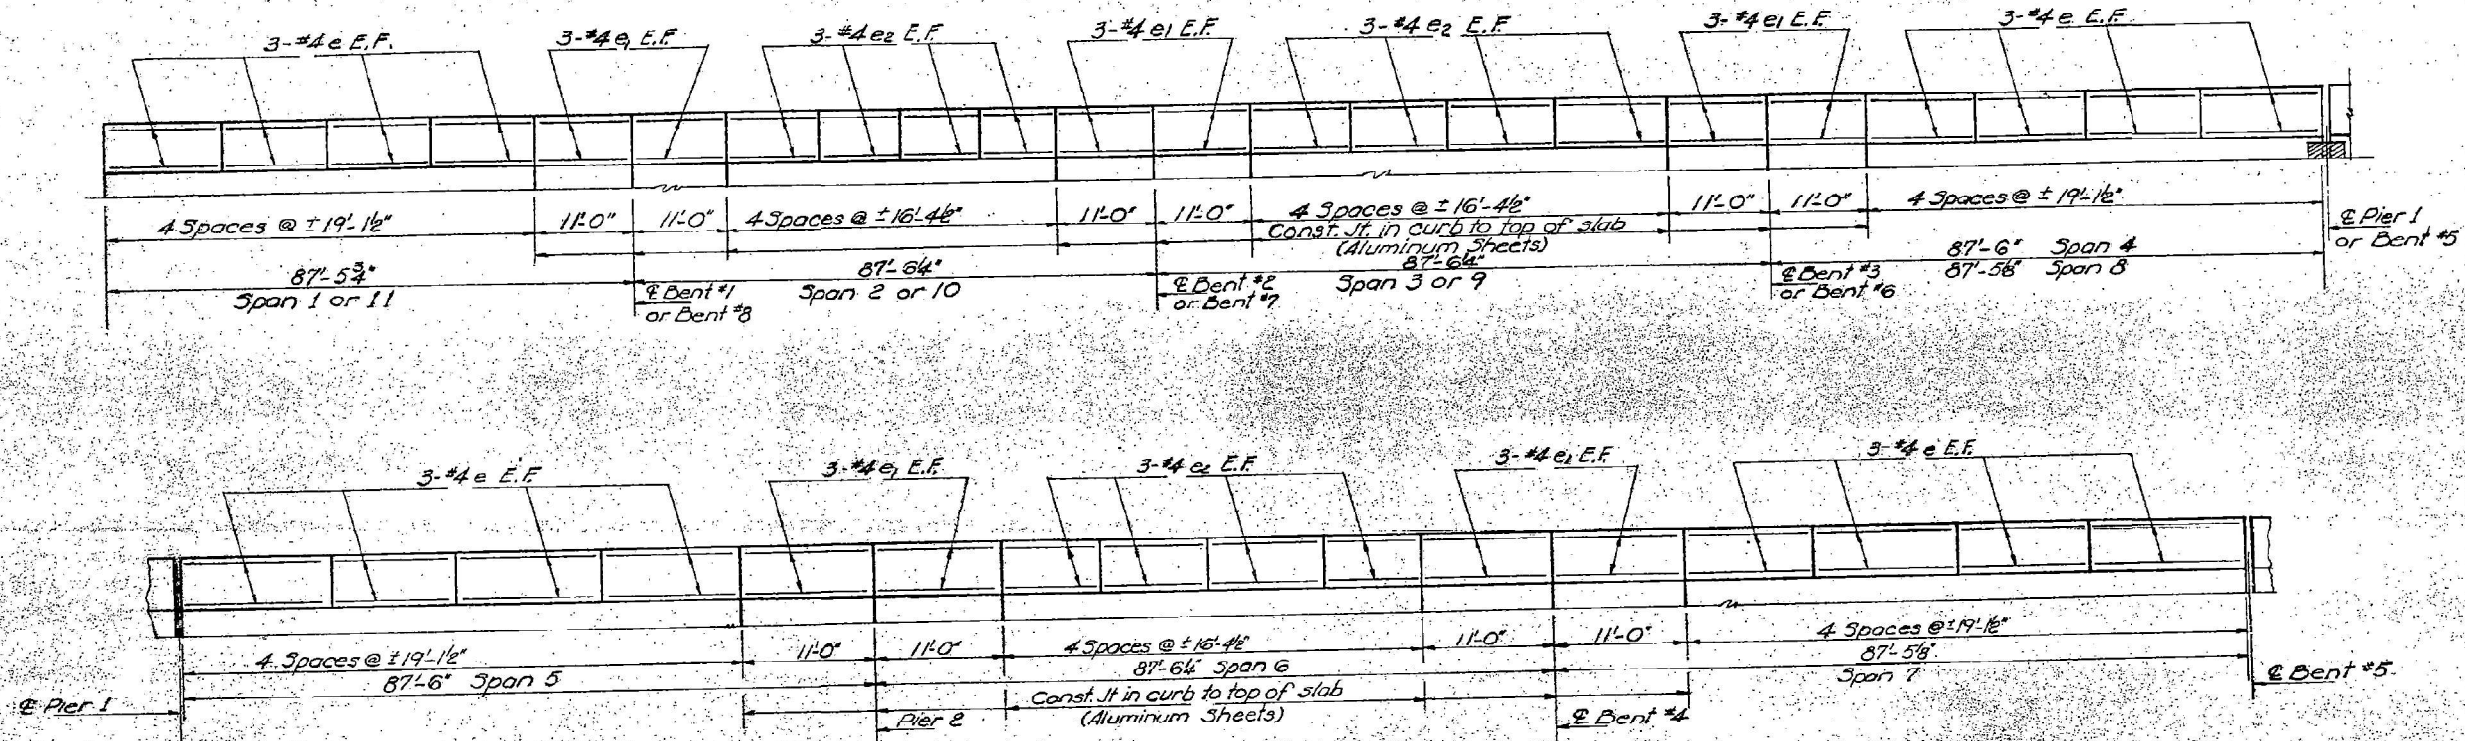 3-#4 e E.F.
3-#4 e1 E.F.
3-#4 e2 E.F.
3-#4 e1 E.F.
3-#4 e2 E.F.
3-#4 e1 E.F.
3-#4 e E.F.
4 Spaces @ ± 19'-1½"
11'-0"
11'-0"
4 Spaces @ ± 16'-4½"
11'-0"
11'-0"
4 Spaces @ ± 16'-4½"
11'-0"
11'-0"
4 Spaces @ ± 19'-1½"
Const. Jt. in curb to top of slab
(Aluminum Sheets)
℄ Pier 1
or Bent #5
87'-5¾"
Span 1 or 11
℄ Bent #1
or Bent #8
87'-6¼"
Span 2 or 10
℄ Bent #2
or Bent #7
87'-6¼"
Span 3 or 9
℄ Bent #3
or Bent #6
87'-6" Span 4
87'-5⅝" Span 8
3-#4 e E.F.
3-#4 e1 E.F.
3-#4 e2 E.F.
3-#4 e1 E.F.
3-#4 e E.F.
4 Spaces @ ± 19'-1½"
11'-0"
11'-0"
4 Spaces @ ± 16'-4½"
11'-0"
11'-0"
4 Spaces @ ± 19'-1½"
87'-6" Span 5
87'-6¼" Span 6
87'-5⅝"
Span 7
Const. Jt in curb to top of slab
(Aluminum Sheets)
℄ Pier 1
Pier 2
℄ Bent #4
℄ Bent #5